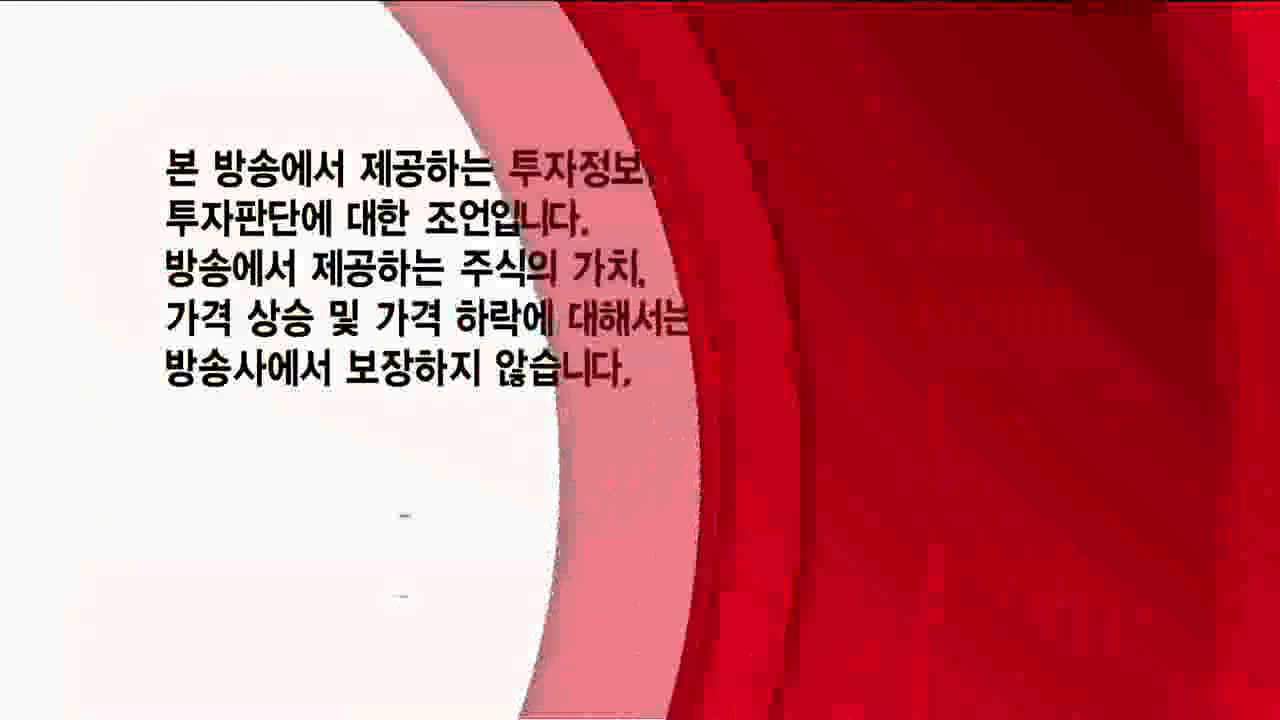 본 방송에서 제공하는 투자정보
투자판단에 대한 조언입니다.
방송에서 제공하는 주식의 가치,
가격 상승 및 가격 하락에 대해서는
방송사에서 보장하지 않습니다.